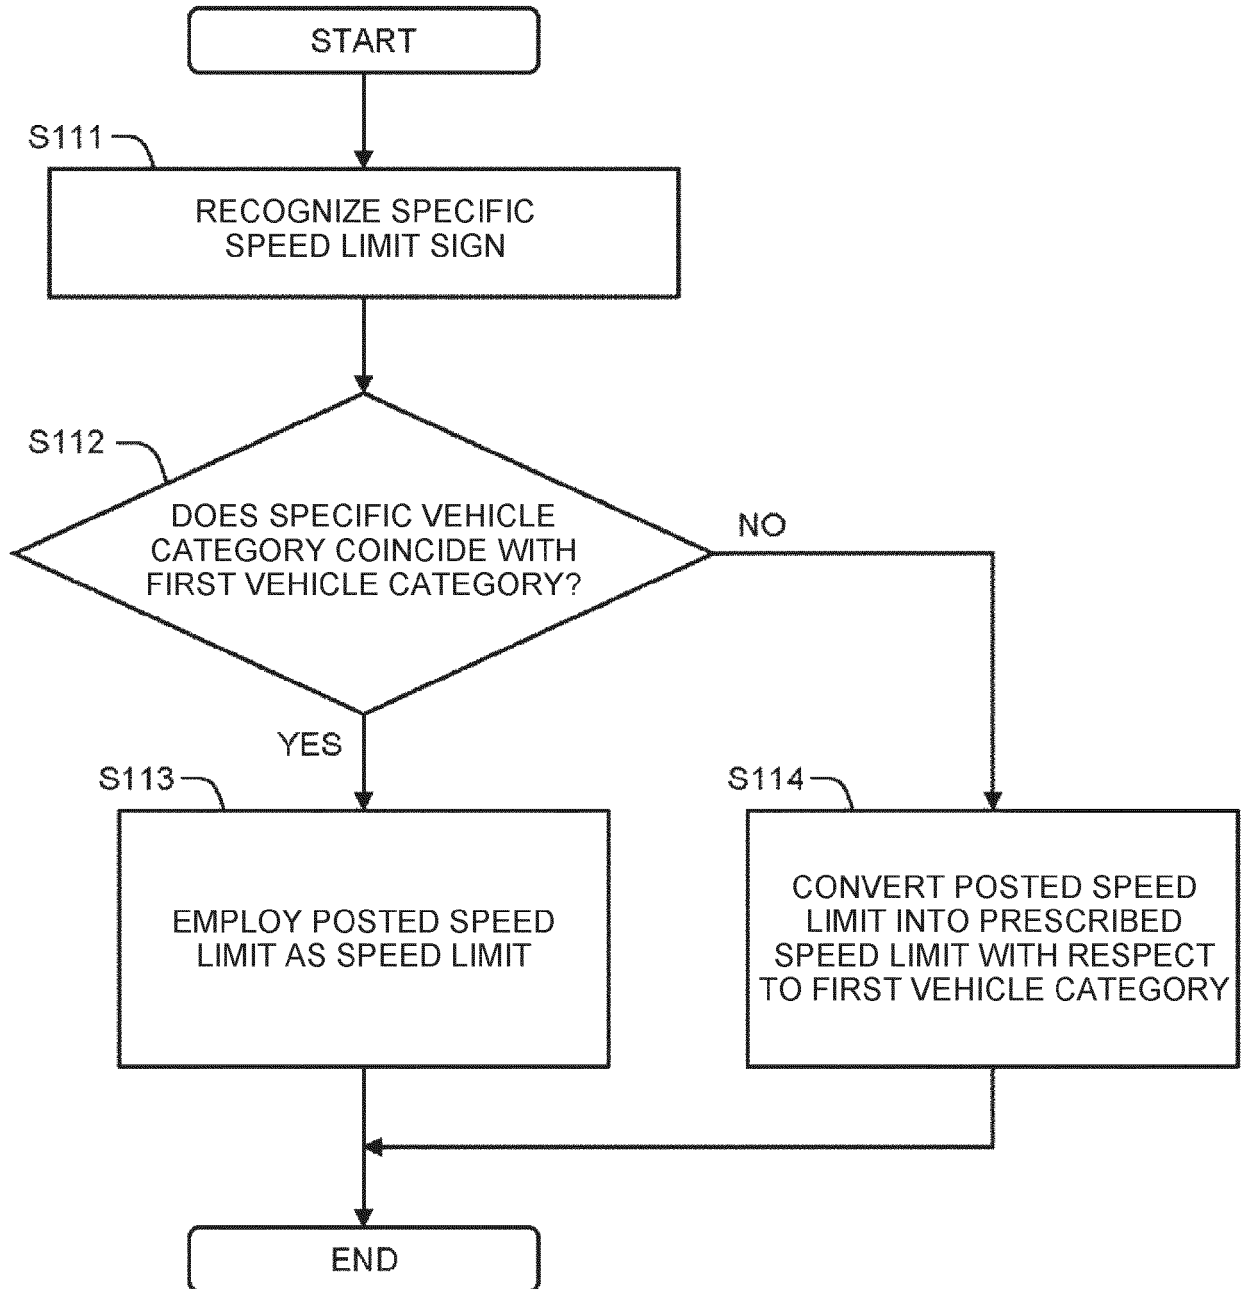 START
S111
RECOGNIZE SPECIFIC
SPEED LIMIT SIGN
S112
DOES SPECIFIC VEHICLE
CATEGORY COINCIDE WITH
FIRST VEHICLE CATEGORY?
NO
YES
S113
EMPLOY POSTED SPEED
LIMIT AS SPEED LIMIT
S114
CONVERT POSTED SPEED
LIMIT INTO PRESCRIBED
SPEED LIMIT WITH RESPECT
TO FIRST VEHICLE CATEGORY
END